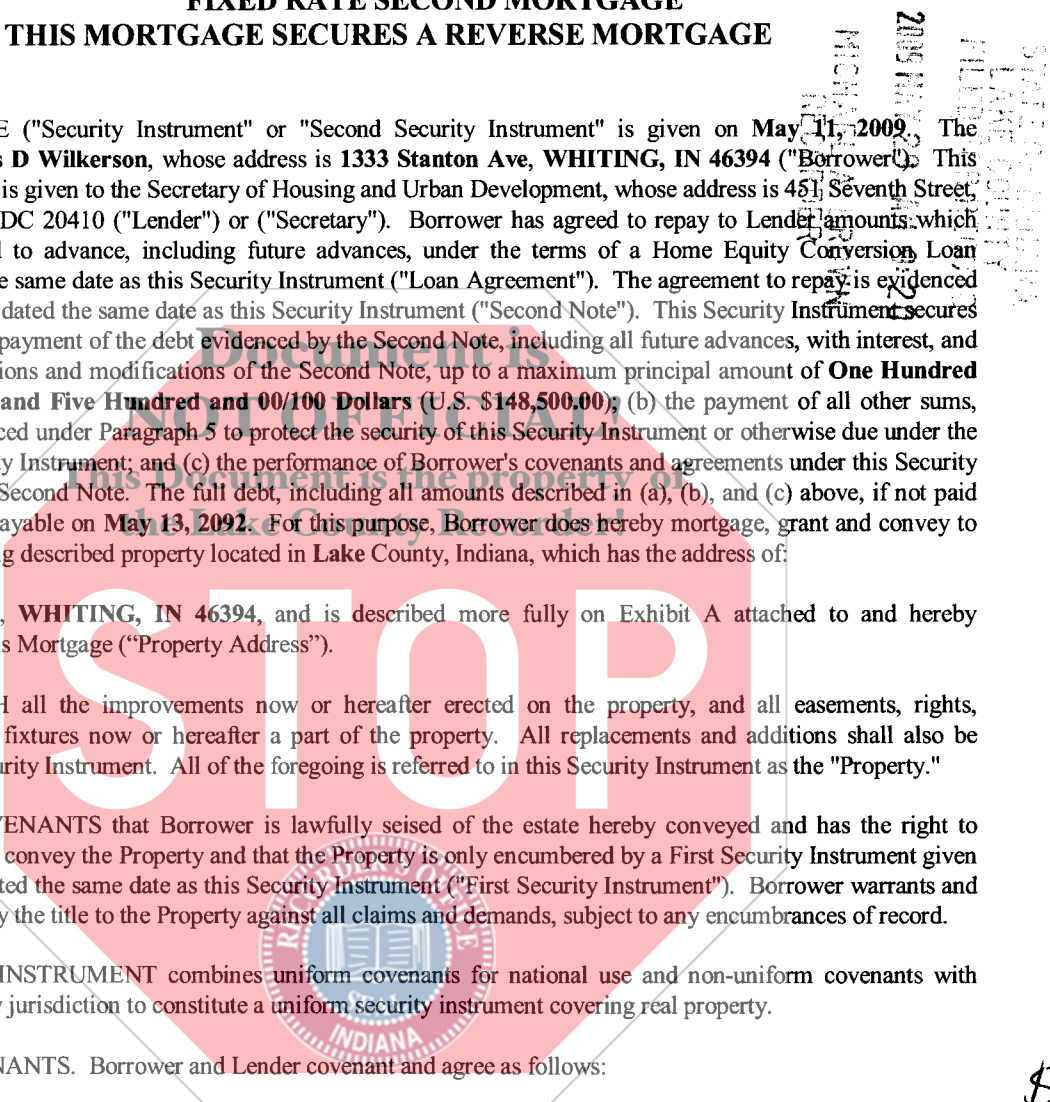 FIXED RATE SECOND MORTGAGE
THIS MORTGAGE SECURES A REVERSE MORTGAGE
E ("Security Instrument" or "Second Security Instrument" is given on May 11, 2009. The
s D Wilkerson, whose address is 1333 Stanton Ave, WHITING, IN 46394 ("Borrower"). This
is given to the Secretary of Housing and Urban Development, whose address is 451 Seventh Street,
DC 20410 ("Lender") or ("Secretary"). Borrower has agreed to repay to Lender amounts which
l to advance, including future advances, under the terms of a Home Equity Conversion Loan
e same date as this Security Instrument ("Loan Agreement"). The agreement to repay is evidenced
dated the same date as this Security Instrument ("Second Note"). This Security Instrument secures
payment of the debt evidenced by the Second Note, including all future advances, with interest, and
ions and modifications of the Second Note, up to a maximum principal amount of One Hundred
and Five Hundred and 00/100 Dollars (U.S. $148,500.00); (b) the payment of all other sums,
ced under Paragraph 5 to protect the security of this Security Instrument or otherwise due under the
y Instrument; and (c) the performance of Borrower's covenants and agreements under this Security
Second Note. The full debt, including all amounts described in (a), (b), and (c) above, if not paid
ayable on May 13, 2092. For this purpose, Borrower does hereby mortgage, grant and convey to
g described property located in Lake County, Indiana, which has the address of:
, WHITING, IN 46394, and is described more fully on Exhibit A attached to and hereby
s Mortgage ("Property Address").
H all the improvements now or hereafter erected on the property, and all easements, rights,
fixtures now or hereafter a part of the property. All replacements and additions shall also be
urity Instrument. All of the foregoing is referred to in this Security Instrument as the "Property."
VENANTS that Borrower is lawfully seised of the estate hereby conveyed and has the right to
convey the Property and that the Property is only encumbered by a First Security Instrument given
ted the same date as this Security Instrument ("First Security Instrument"). Borrower warrants and
y the title to the Property against all claims and demands, subject to any encumbrances of record.
INSTRUMENT combines uniform covenants for national use and non-uniform covenants with
y jurisdiction to constitute a uniform security instrument covering real property.
NANTS. Borrower and Lender covenant and agree as follows:
Document is
NOT OFFICIAL!
This Document is the property of
the Lake County Recorder!
STOP
RECORDER'S OFFICE
SEAL
INDIANA
2009